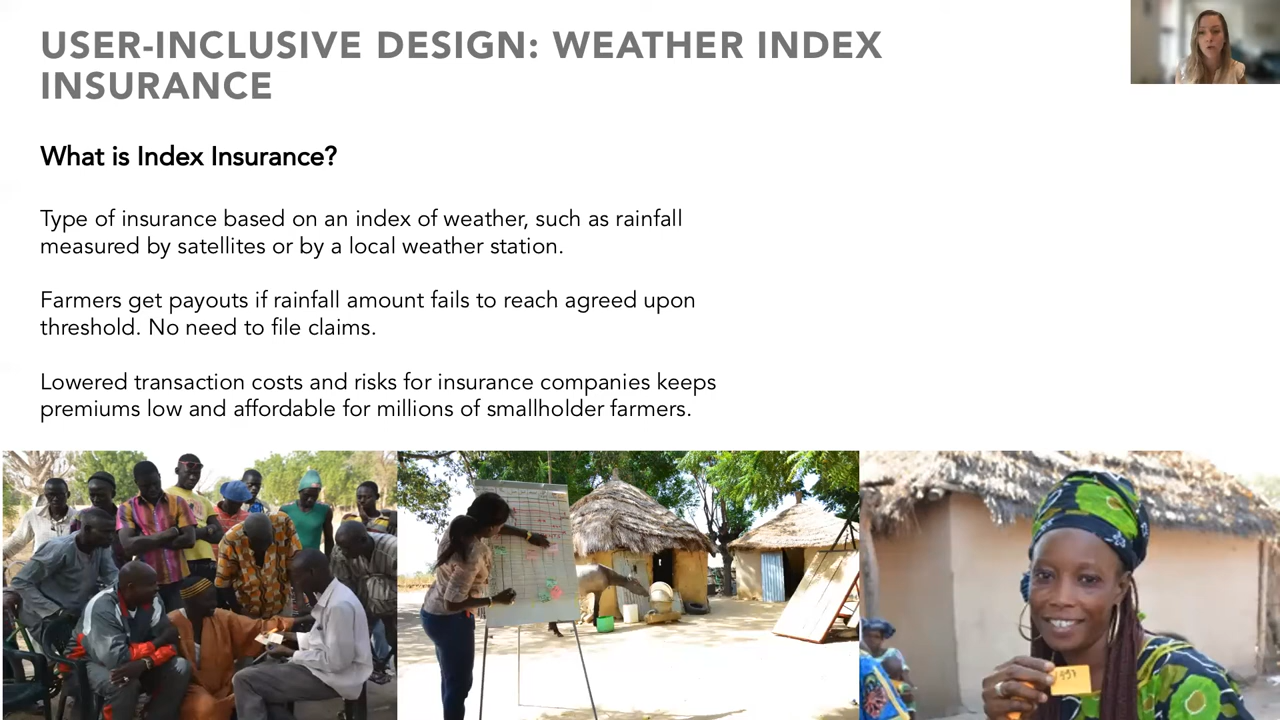 USER-INCLUSIVE DESIGN: WEATHER INDEX
INSURANCE
What is Index Insurance?
Type of insurance based on an index of weather, such as rainfall
measured by satellites or by a local weather station.
Farmers get payouts if rainfall amount fails to reach agreed upon
threshold. No need to file claims.
Lowered transaction costs and risks for insurance companies keeps
premiums low and affordable for millions of smallholder farmers.